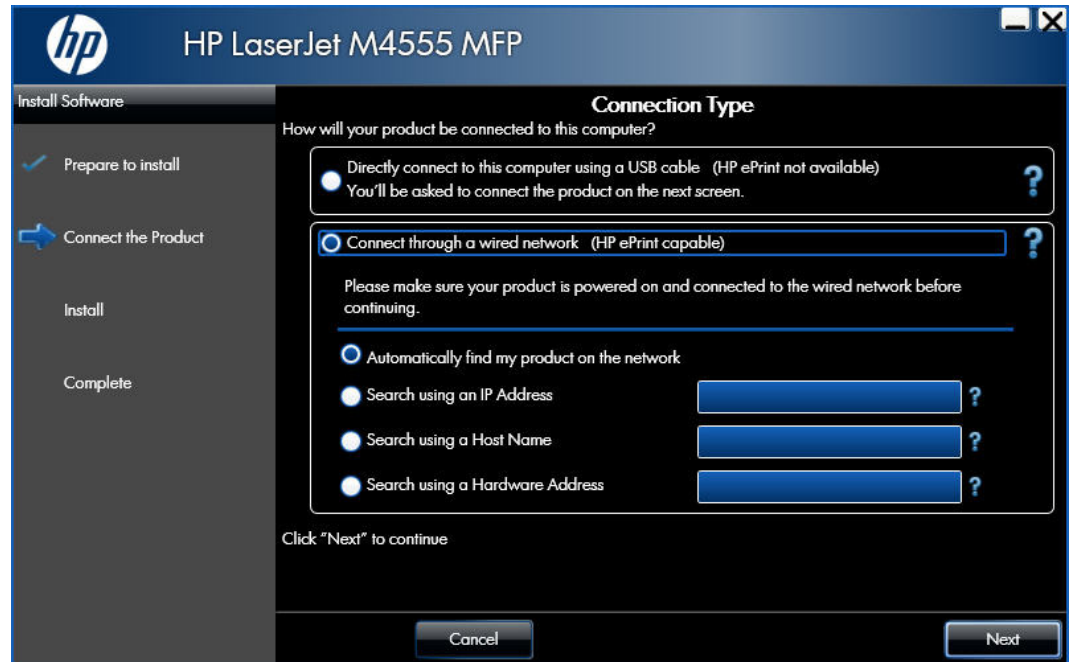 hp
HP LaserJet M4555 MFP
Install Software
Prepare to install
Connect the Product
Install
Complete
Connection Type
How will your product be connected to this computer?
Directly connect to this computer using a USB cable (HP ePrint not available)
You'll be asked to connect the product on the next screen.
?
Connect through a wired network (HP ePrint capable)
?
Please make sure your product is powered on and connected to the wired network before
continuing.
Automatically find my product on the network
Search using an IP Address ?
Search using a Host Name ?
Search using a Hardware Address ?
Click "Next" to continue
Cancel
Next